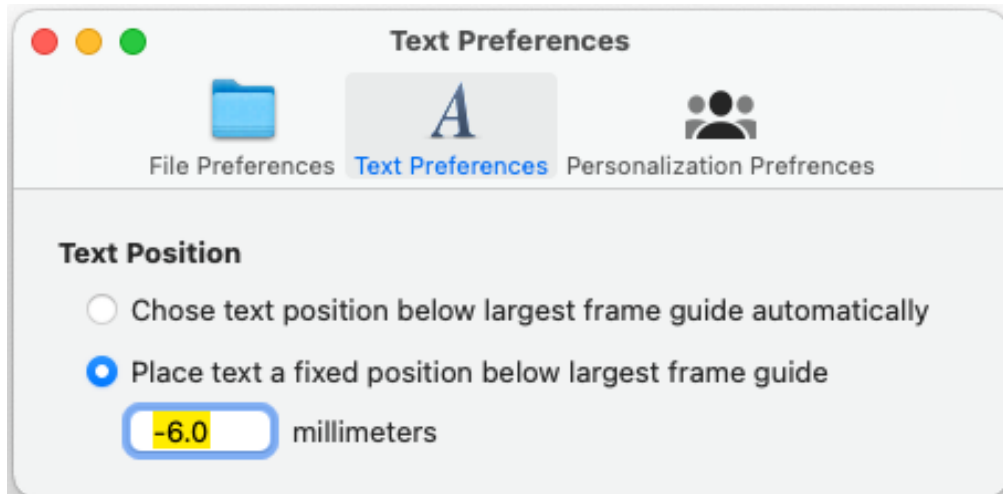 Text Preferences
File Preferences Text Preferences Personalization Prefrences
Text Position
Chose text position below largest frame guide automatically
Place text a fixed position below largest frame guide
-6.0 millimeters